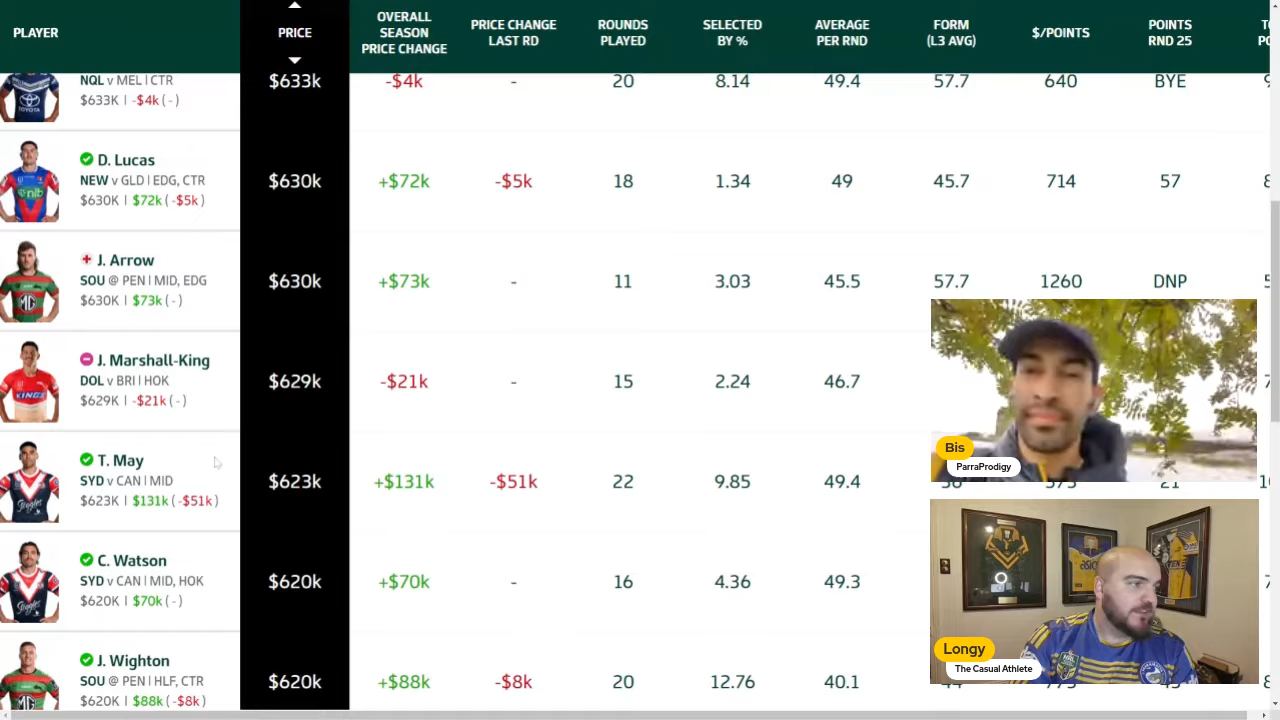 PLAYER
PRICE
OVERALL SEASON PRICE CHANGE
PRICE CHANGE LAST RD
ROUNDS PLAYED
SELECTED BY %
AVERAGE PER RND
FORM (L3 AVG)
$/POINTS
POINTS RND 25
NQL v MEL | CTR
$633K | -$4k ( - )
$633k -$4k - 20 8.14 49.4 57.7 640 BYE
D. Lucas
NEW v GLD | EDG, CTR
$630K | $72k ( -$5k )
$630k +$72k -$5k 18 1.34 49 45.7 714 57
J. Arrow
SOU @ PEN | MID, EDG
$630K | $73k ( - )
$630k +$73k - 11 3.03 45.5 57.7 1260 DNP
J. Marshall-King
DOL v BRI | HOK
$629K | -$21k ( - )
$629k -$21k - 15 2.24 46.7
T. May
SYD v CAN | MID
$623K | $131k ( -$51k )
$623k +$131k -$51k 22 9.85 49.4
C. Watson
SYD v CAN | MID, HOK
$620K | $70k ( - )
$620k +$70k - 16 4.36 49.3
J. Wighton
SOU @ PEN | HLF, CTR
$620K | $88k ( -$8k )
$620k +$88k -$8k 20 12.76 40.1
Bis
ParraProdigy
Longy
The Casual Athlete